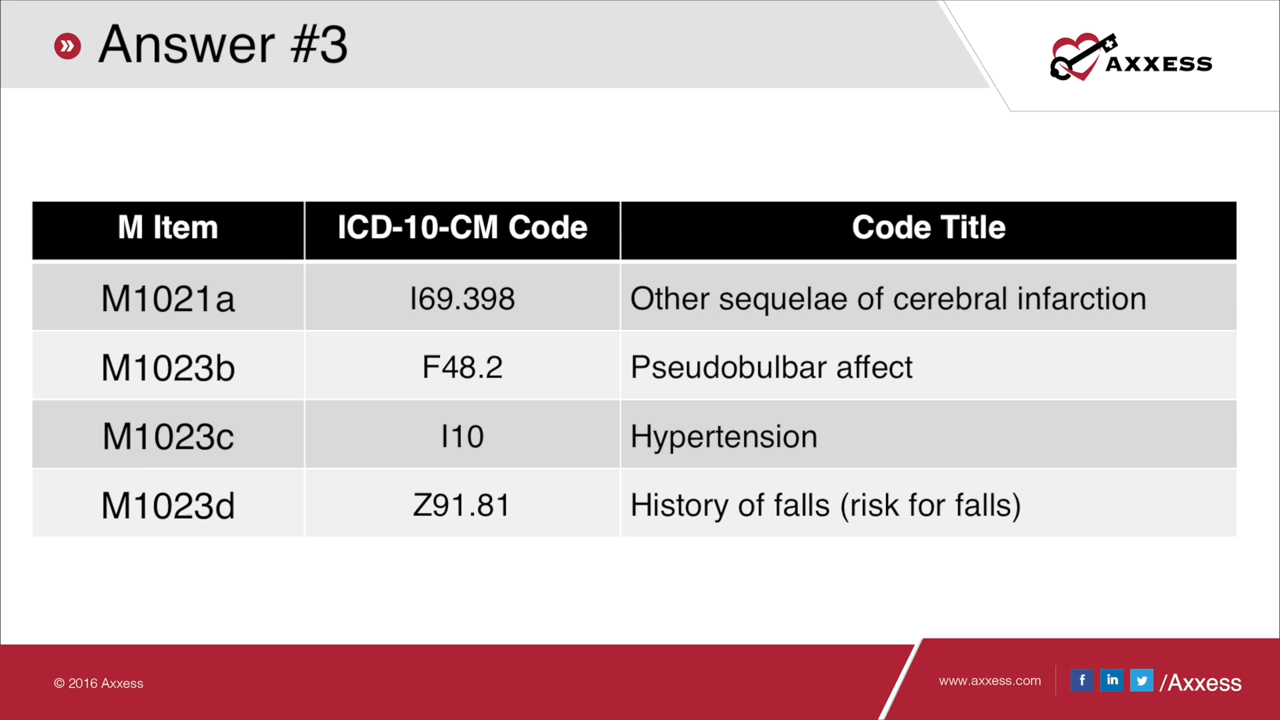 Answer #3
AXXESS
M Item ICD-10-CM Code Code Title
M1021a I69.398 Other sequelae of cerebral infarction
M1023b F48.2 Pseudobulbar affect
M1023c I10 Hypertension
M1023d Z91.81 History of falls (risk for falls)
© 2016 Axxess
www.axxess.com f in /Axxess